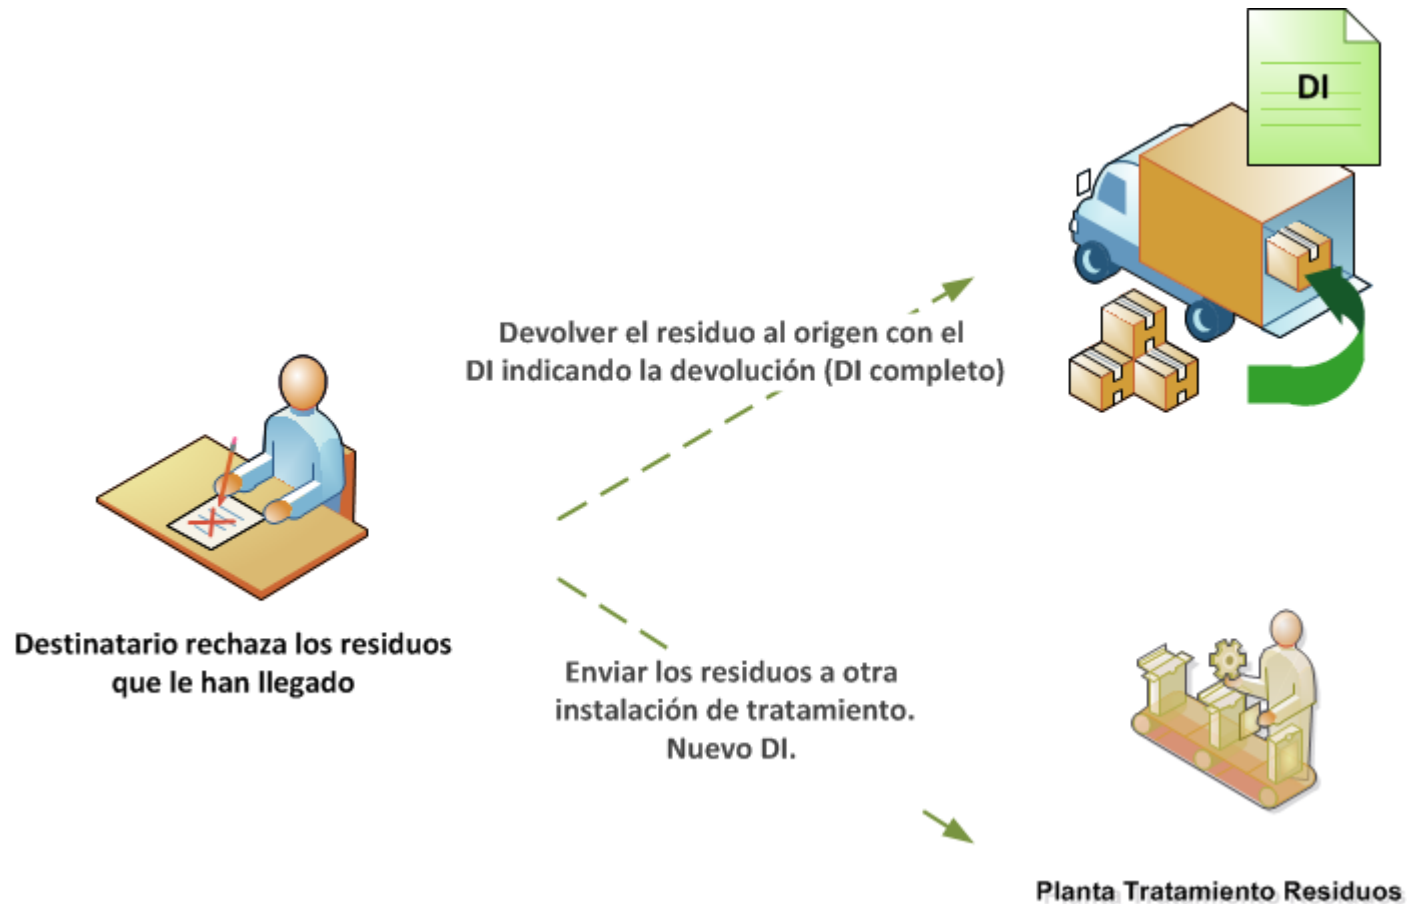 DI
Devolver el residuo al origen con el
DI indicando la devolución (DI completo)
Destinatario rechaza los residuos
que le han llegado
Enviar los residuos a otra
instalación de tratamiento.
Nuevo DI.
Planta Tratamiento Residuos